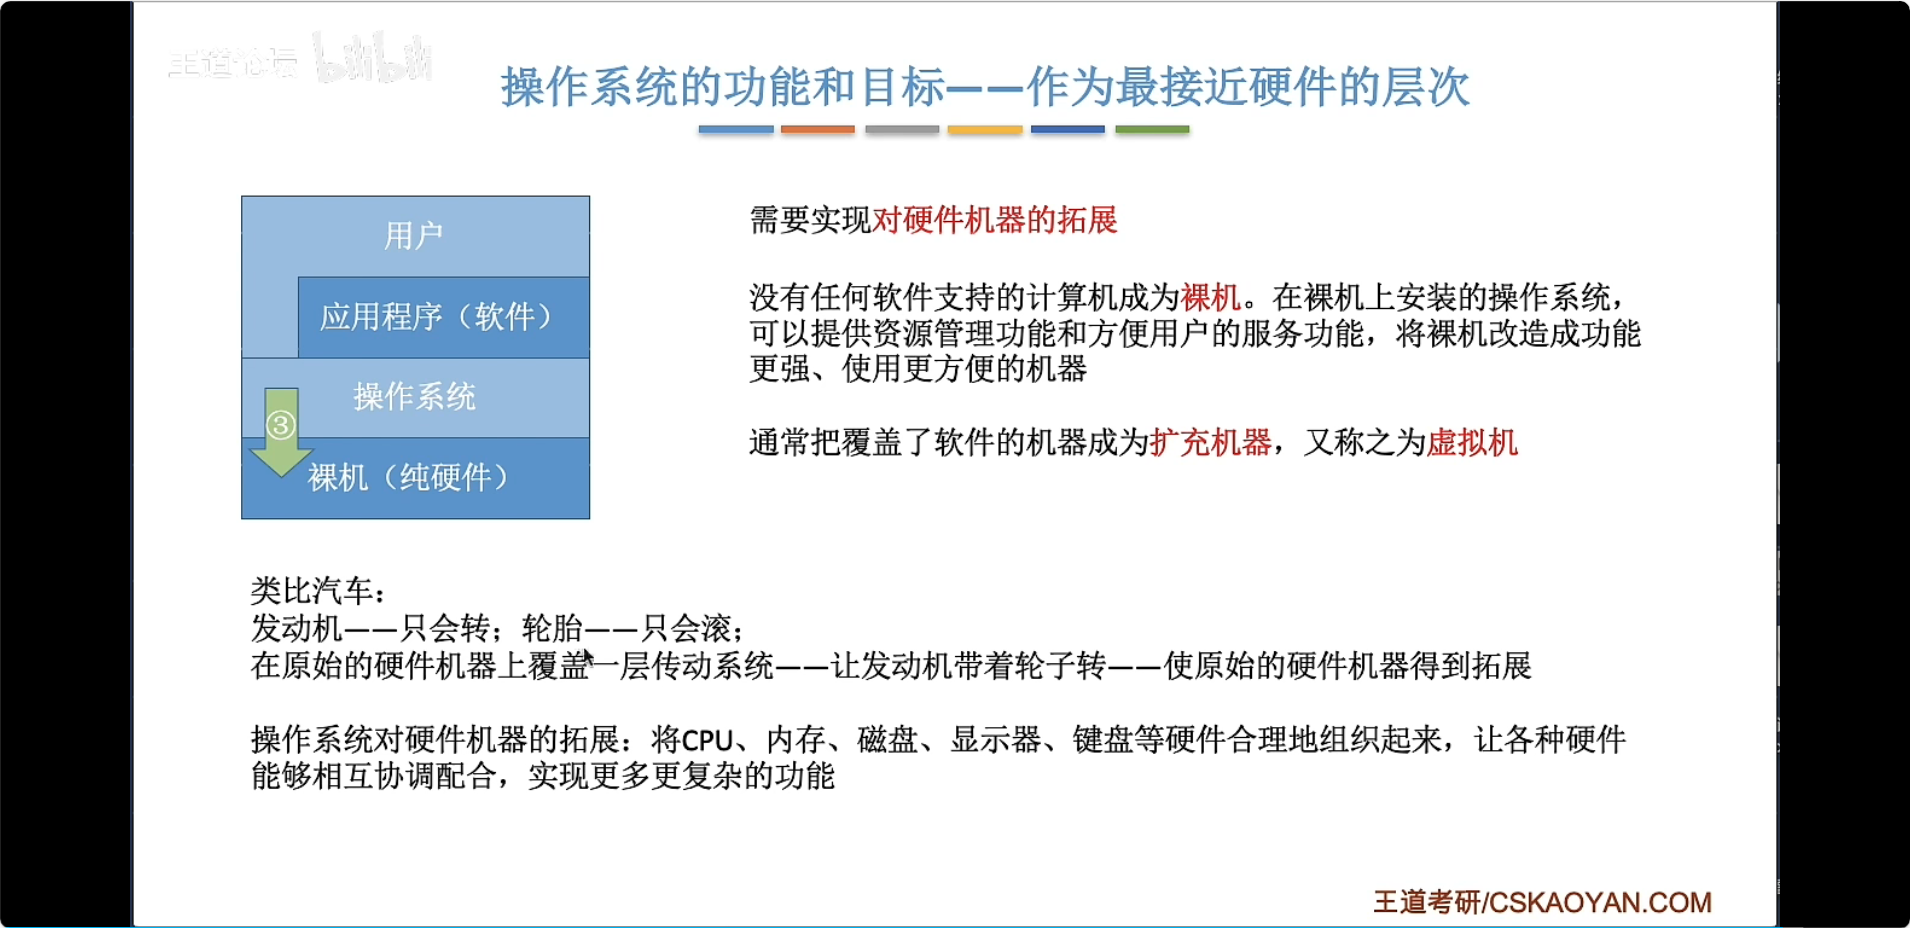 王道论坛 bilibili
操作系统的功能和目标——作为最接近硬件的层次
用户
应用程序（软件）
操作系统
③
裸机（纯硬件）
需要实现对硬件机器的拓展
没有任何软件支持的计算机成为裸机。在裸机上安装的操作系统，
可以提供资源管理功能和方便用户的服务功能，将裸机改造成功能
更强、使用更方便的机器
通常把覆盖了软件的机器成为扩充机器，又称之为虚拟机
类比汽车：
发动机——只会转；轮胎——只会滚；
在原始的硬件机器上覆盖一层传动系统——让发动机带着轮子转——使原始的硬件机器得到拓展
操作系统对硬件机器的拓展：将CPU、内存、磁盘、显示器、键盘等硬件合理地组织起来，让各种硬件
能够相互协调配合，实现更多更复杂的功能
王道考研/CSKAOYAN.COM